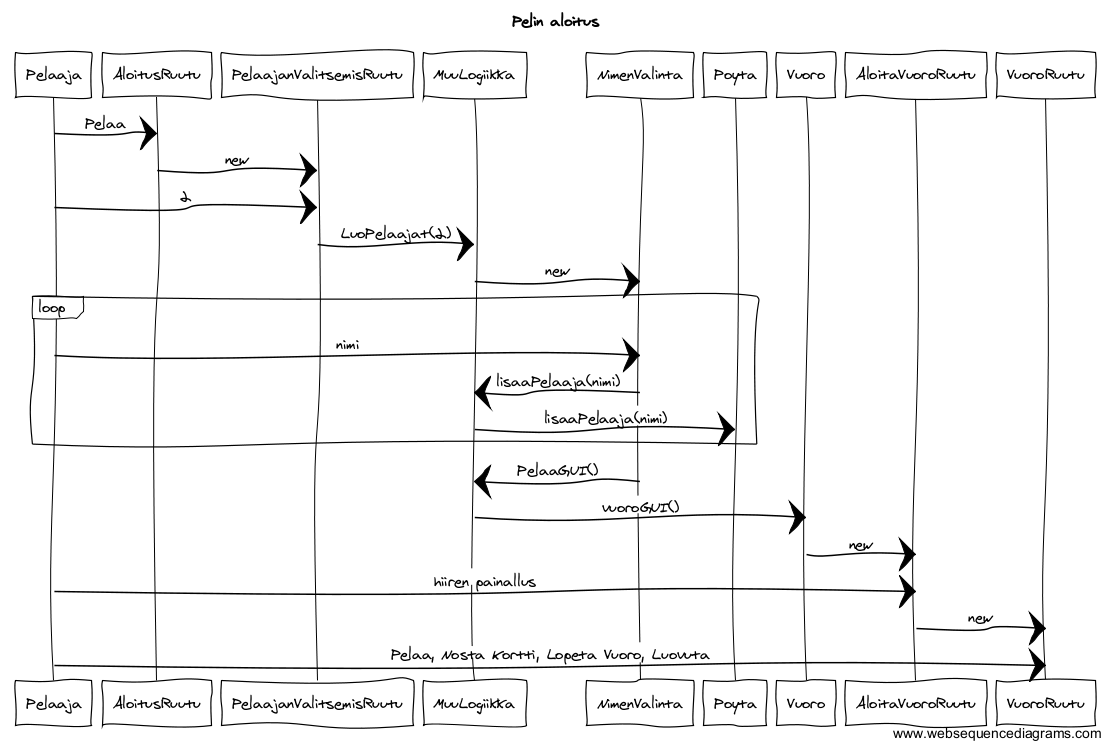 Pelin aloitus
Pelaaja AloitusRuutu PelaajanValitsemisRuutu MuuLogiikka NimenValinta Poyta Vuoro AloitaVuoroRuutu VuoroRuutu
Pelaa
new
2
LuoPelaajat(2)
new
loop
nimi
lisaaPelaaja(nimi)
lisaaPelaaja(nimi)
PelaaGUI()
vuoroGUI()
new
hiiren painallus
new
Pelaa, Nosta Kortti, Lopeta Vuoro, Luovuta
Pelaaja AloitusRuutu PelaajanValitsemisRuutu MuuLogiikka NimenValinta Poyta Vuoro AloitaVuoroRuutu VuoroRuutu
www.websequencediagrams.com